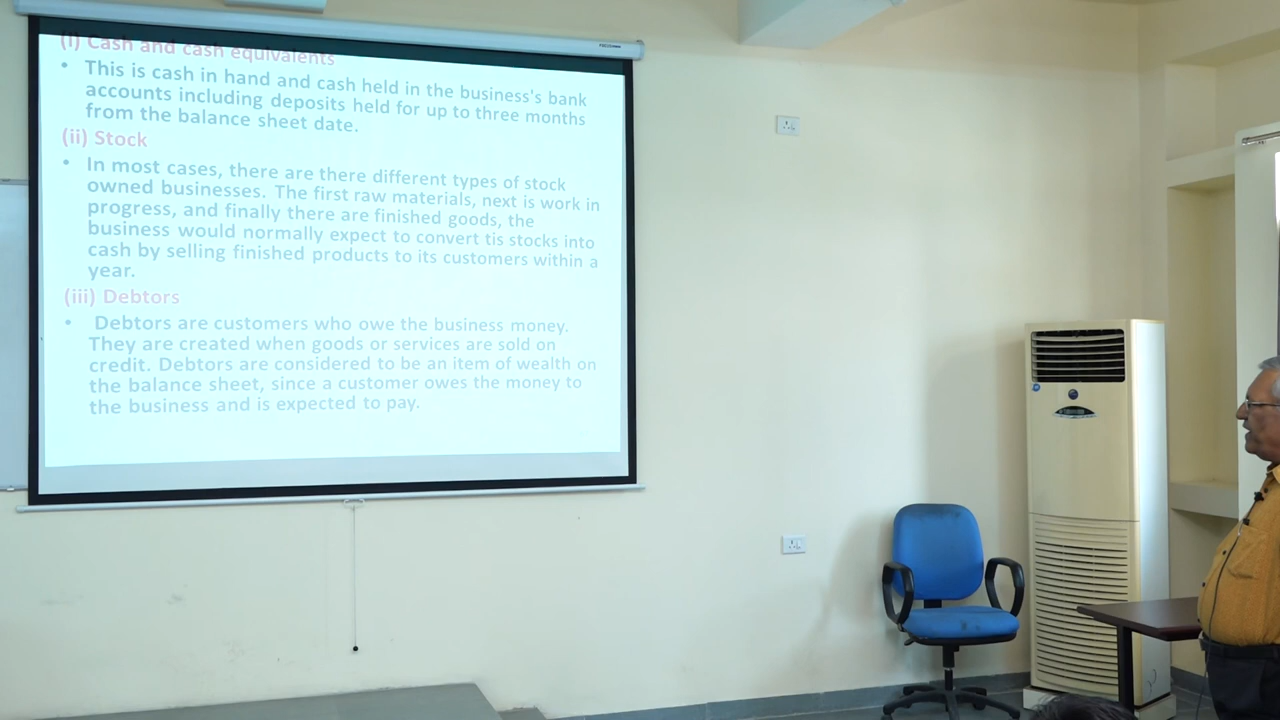 (i) Cash and cash equivalents
• This is cash in hand and cash held in the business's bank
accounts including deposits held for up to three months
from the balance sheet date.
(ii) Stock
• In most cases, there are there different types of stock
owned businesses. The first raw materials, next is work in
progress, and finally there are finished goods, the
business would normally expect to convert tis stocks into
cash by selling finished products to its customers within a
year.
(iii) Debtors
• Debtors are customers who owe the business money.
They are created when goods or services are sold on
credit. Debtors are considered to be an item of wealth on
the balance sheet, since a customer owes the money to
the business and is expected to pay.